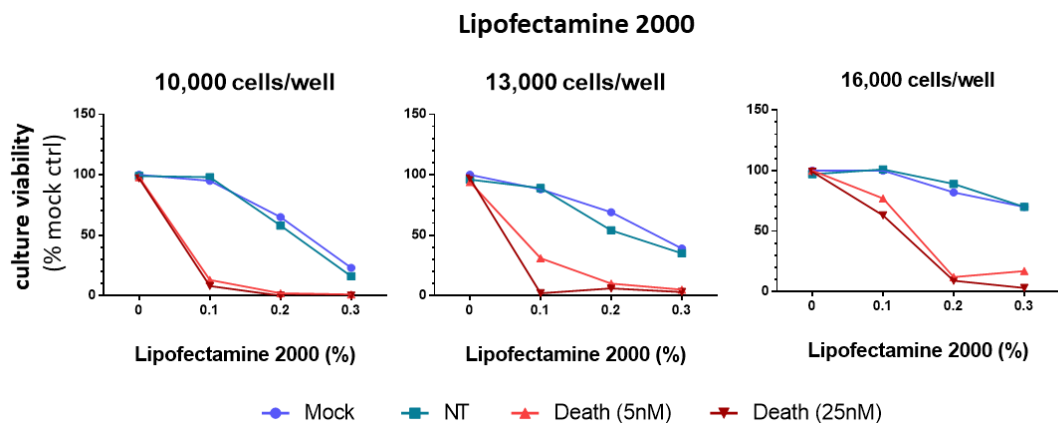 Lipofectamine 2000
10,000 cells/well
13,000 cells/well
16,000 cells/well
culture viability
(% mock ctrl)
150
100
50
0
0
0.1
0.2
0.3
Lipofectamine 2000 (%)
150
100
50
0
0
0.1
0.2
0.3
Lipofectamine 2000 (%)
150
100
50
0
0
0.1
0.2
0.3
Lipofectamine 2000 (%)
Mock
NT
Death (5nM)
Death (25nM)